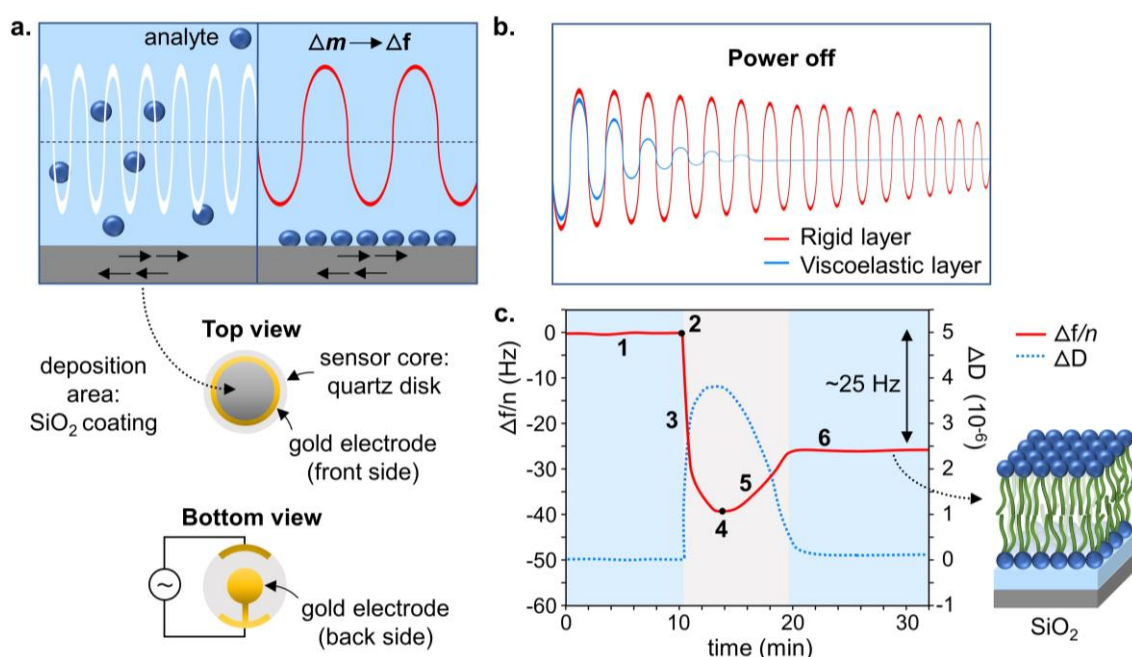 a.
analyte
Δm → Δf
Top view
deposition
area:
SiO₂ coating
sensor core:
quartz disk
gold electrode
(front side)
Bottom view
~
gold electrode
(back side)
b.
Power off
Rigid layer
Viscoelastic layer
c.
Δf/n (Hz)
0
-10
-20
-30
-40
-50
-60
0
10
20
30
time (min)
1
2
3
4
5
6
~25 Hz
5
4
3
2
1
0
-1
ΔD (10⁻⁶)
Δf/n
ΔD
SiO₂